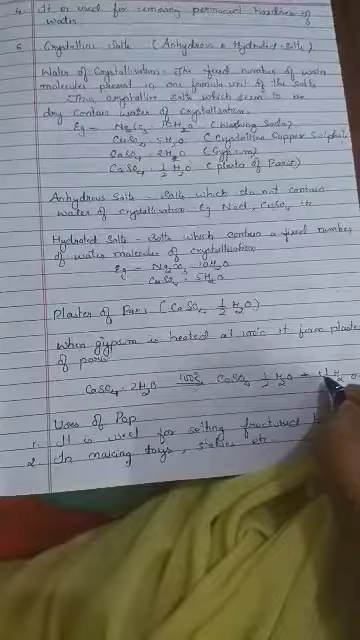 4. It is used for removing permanent hardness of
water.
6. Crystalline Salts (Anhydrous & Hydrated Salts)
Water of Crystallisation - The fixed number of water
molecules present in one formula unit of the salts
Thus crystalline salts which seem to be
dry contain water of crystallisation.
Eg - Na2CO3 10H2O (Washing Soda)
CuSO4 5H2O (Crystalline Copper Sulphate
CaSO4 2H2O (Gypsum)
CaSO4 1/2 H2O (Plaster of Paris)
Anhydrous Salts - Salts which do not contain
water of crystallisation. Eg NaCl, CuSO4
Hydrated Salts - Salts which contain a fixed number
of water molecules of crystallisation
Eg - 10H2O
CuSO4 - 5H2O
Plaster of Paris (CaSO4 1/2 H2O)
When gypsum is heated at 100°C it form plaster
of paris
CaSO4 . 2H2O 100°C CaSO4 1/2 H2O +
Uses of Pop
1. It is used for setting fractured
2. In making toys, etc